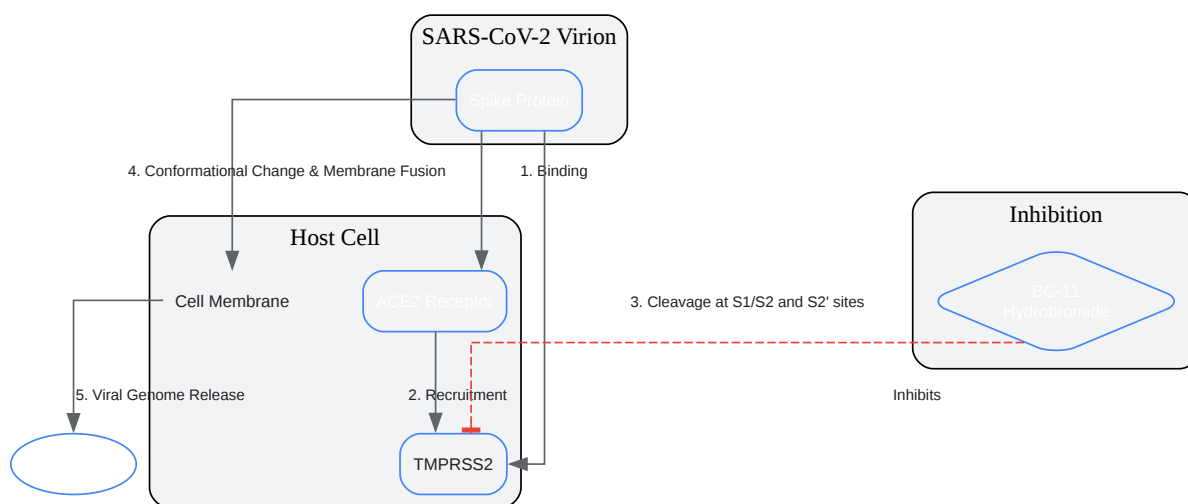 SARS-CoV-2 Virion
Spike Protein
4. Conformational Change & Membrane Fusion
1. Binding
Inhibition
Host Cell
Cell Membrane
ACE2 Receptor
3. Cleavage at S1/S2 and S2' sites
BC-11
Hydrobromide
5. Viral Genome Release
2. Recruitment
Inhibits
TMPRSS2